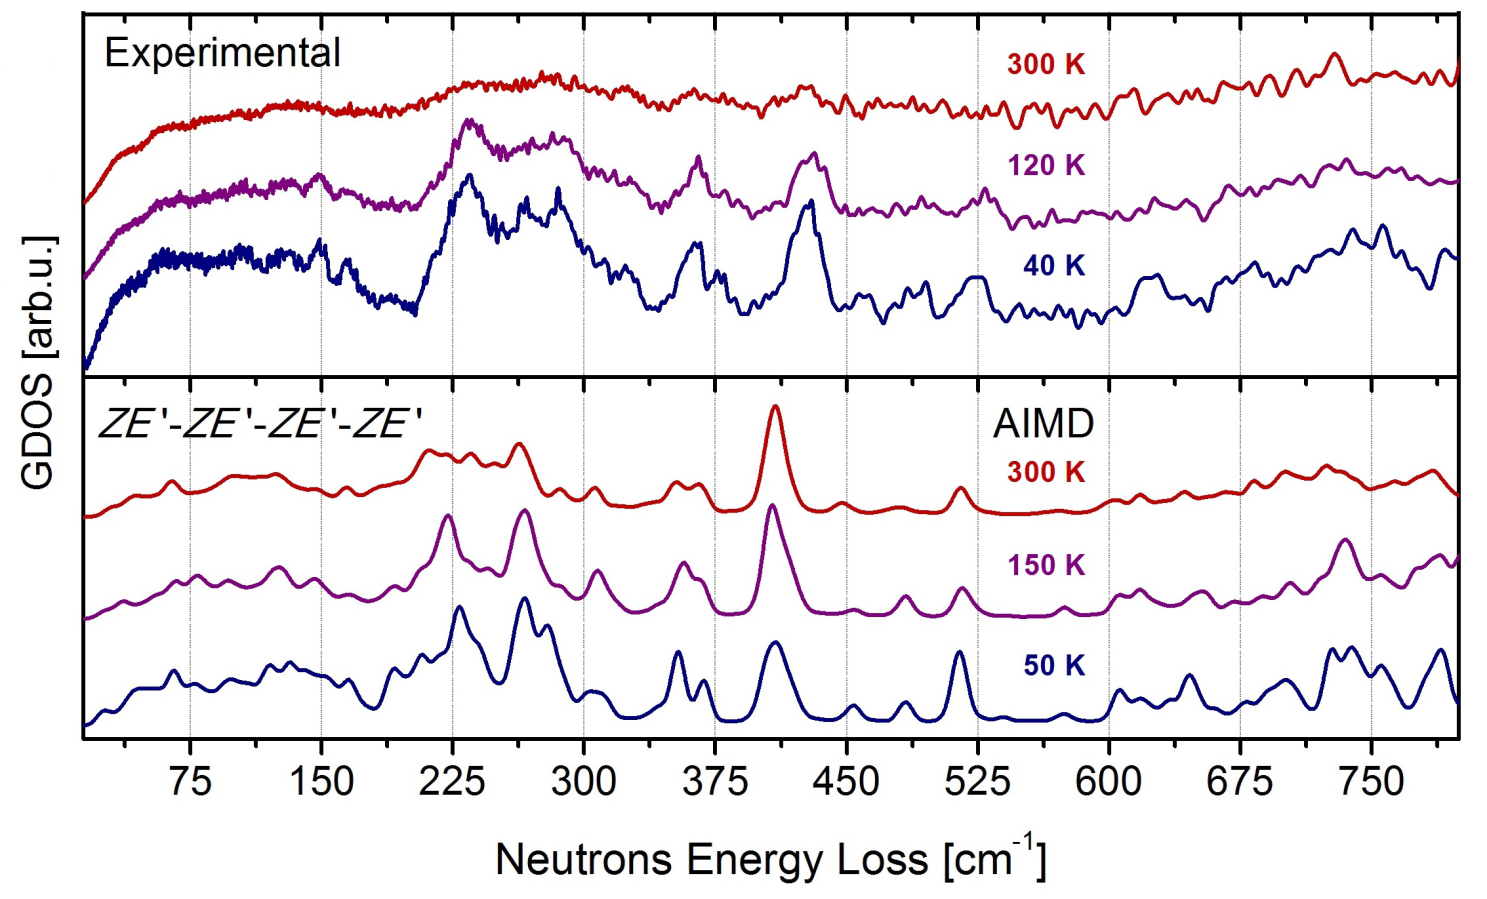 Experimental
300 K
120 K
40 K
GDOS [arb.u.]
ZE'-ZE'-ZE'-ZE'
AIMD
300 K
150 K
50 K
75 150 225 300 375 450 525 600 675 750
Neutrons Energy Loss [cm⁻¹]